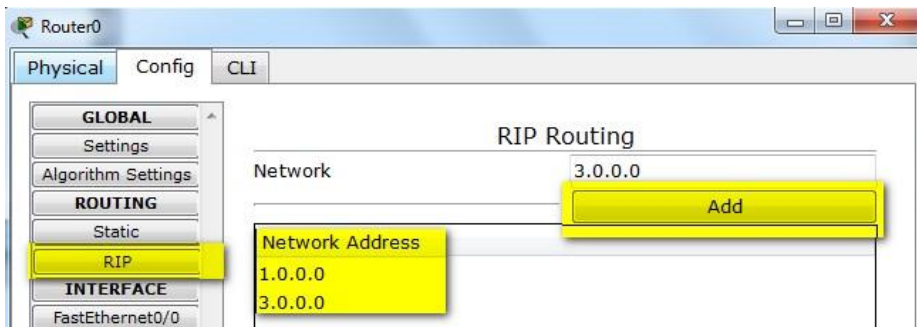 Router0
Physical Config CLI
GLOBAL
Settings
Algorithm Settings
ROUTING
Static
RIP
INTERFACE
FastEthernet0/0
RIP Routing
Network 3.0.0.0
Add
Network Address
1.0.0.0
3.0.0.0